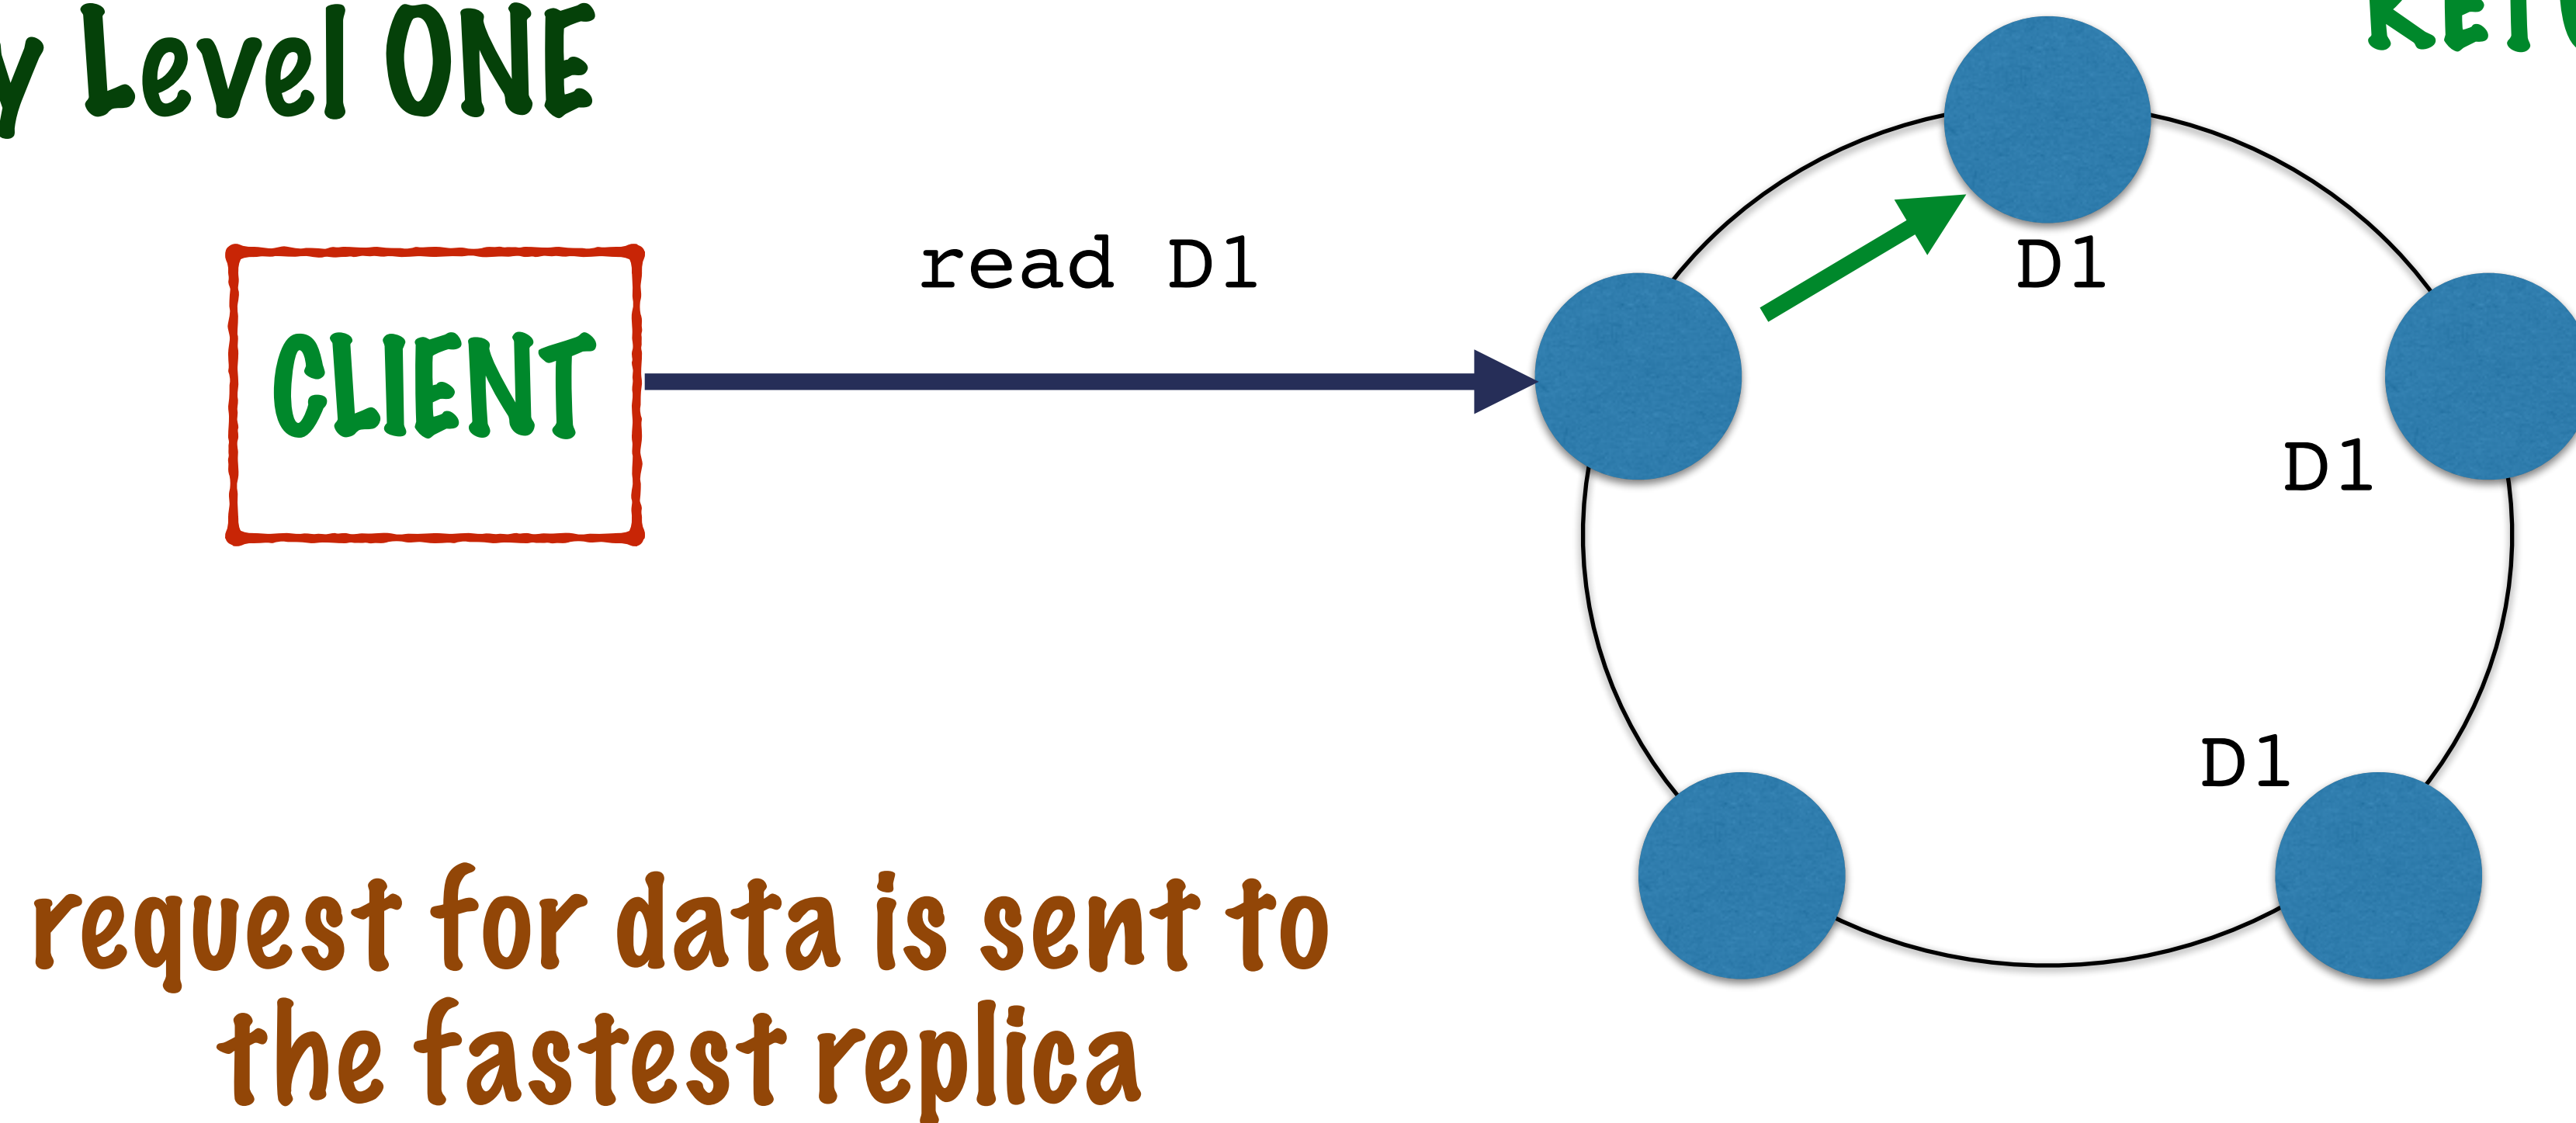 y Level ONE
read D1
CLIENT
D1
D1
D1
request for data is sent to
the fastest replica